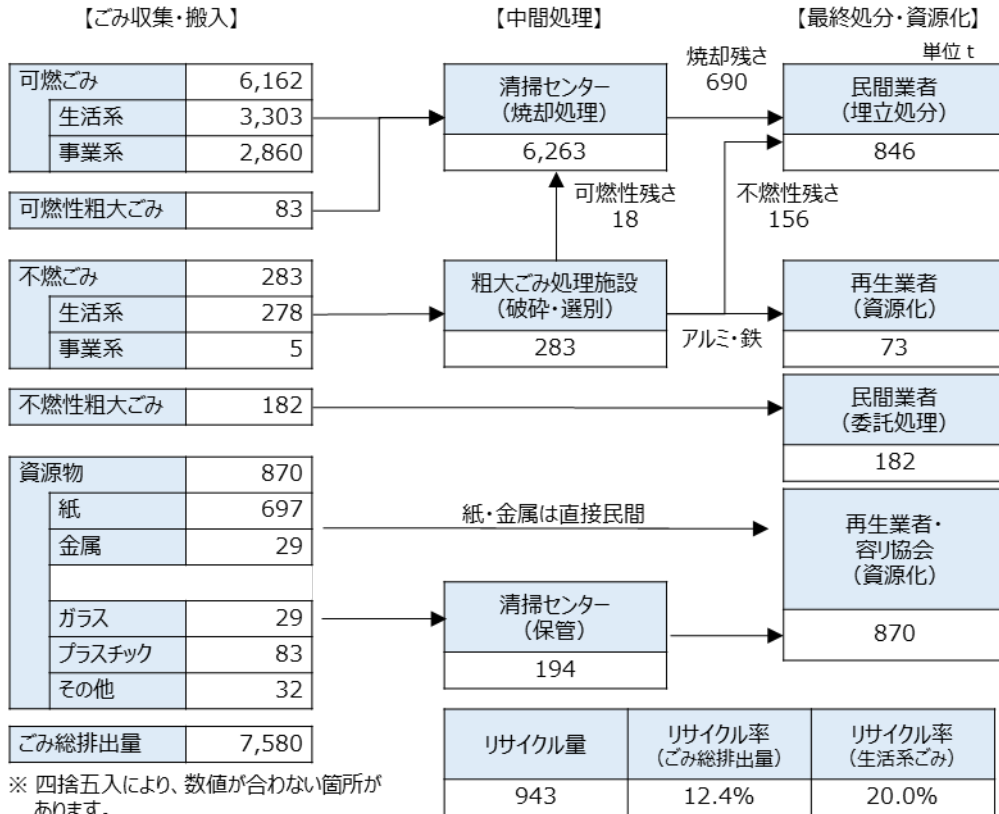 【ごみ収集・搬入】
【中間処理】
【最終処分・資源化】
単位 t
可燃ごみ 6,162
生活系 3,303
事業系 2,860
可燃性粗大ごみ 83
不燃ごみ 283
生活系 278
事業系 5
不燃性粗大ごみ 182
資源物 870
紙 697
金属 29
ガラス 29
プラスチック 83
その他 32
ごみ総排出量 7,580
※ 四捨五入により、数値が合わない箇所が
あります。
清掃センター
(焼却処理)
6,263
可燃性残さ
18
粗大ごみ処理施設
(破砕・選別)
283
紙・金属は直接民間
清掃センター
(保管)
194
焼却残さ
690
不燃性残さ
156
アルミ・鉄
民間業者
(埋立処分)
846
再生業者
(資源化)
73
民間業者
(委託処理)
182
再生業者・
容リ協会
(資源化)
870
リサイクル量
943
リサイクル率
(ごみ総排出量)
12.4%
リサイクル率
(生活系ごみ)
20.0%